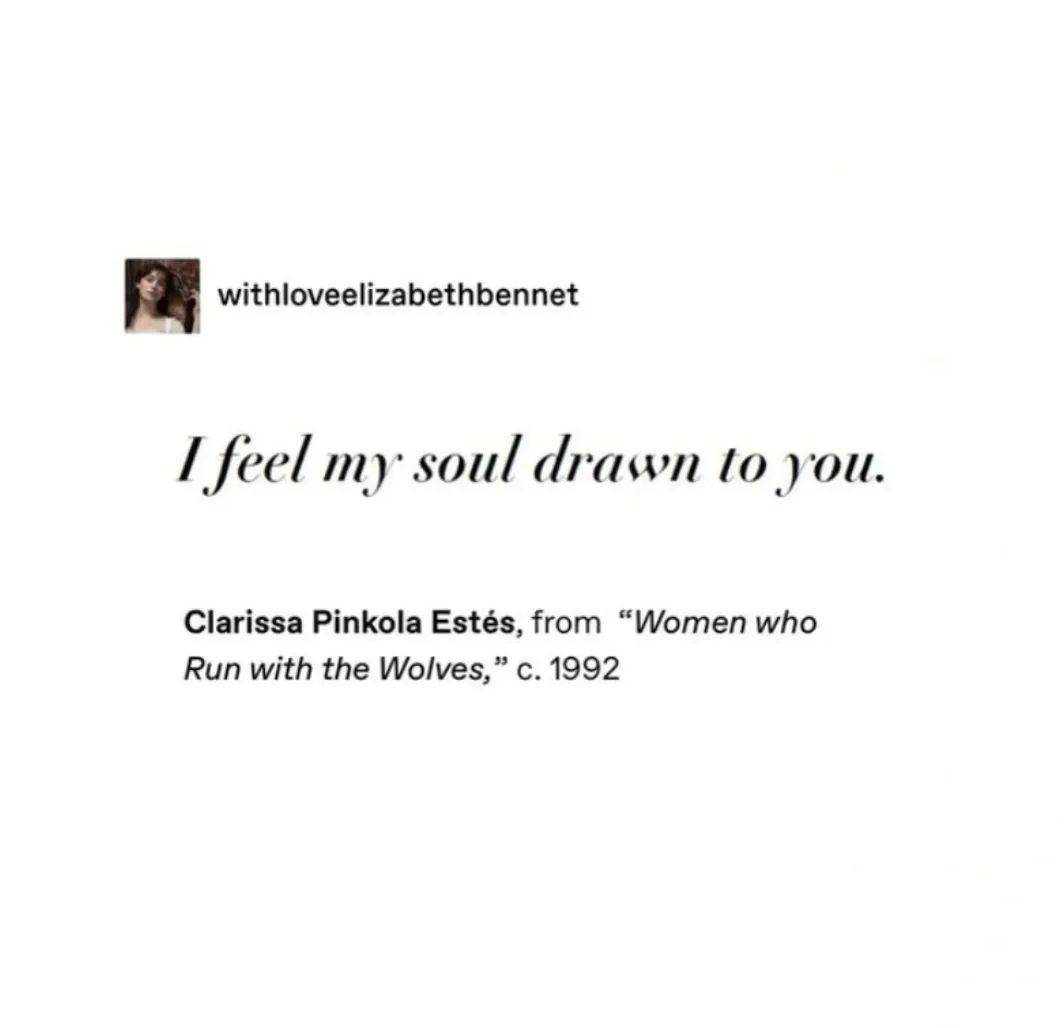 withloveelizabethbennet
I feel my soul drawn to you.
Clarissa Pinkola Estés, from “Women who
Run with the Wolves,” c. 1992